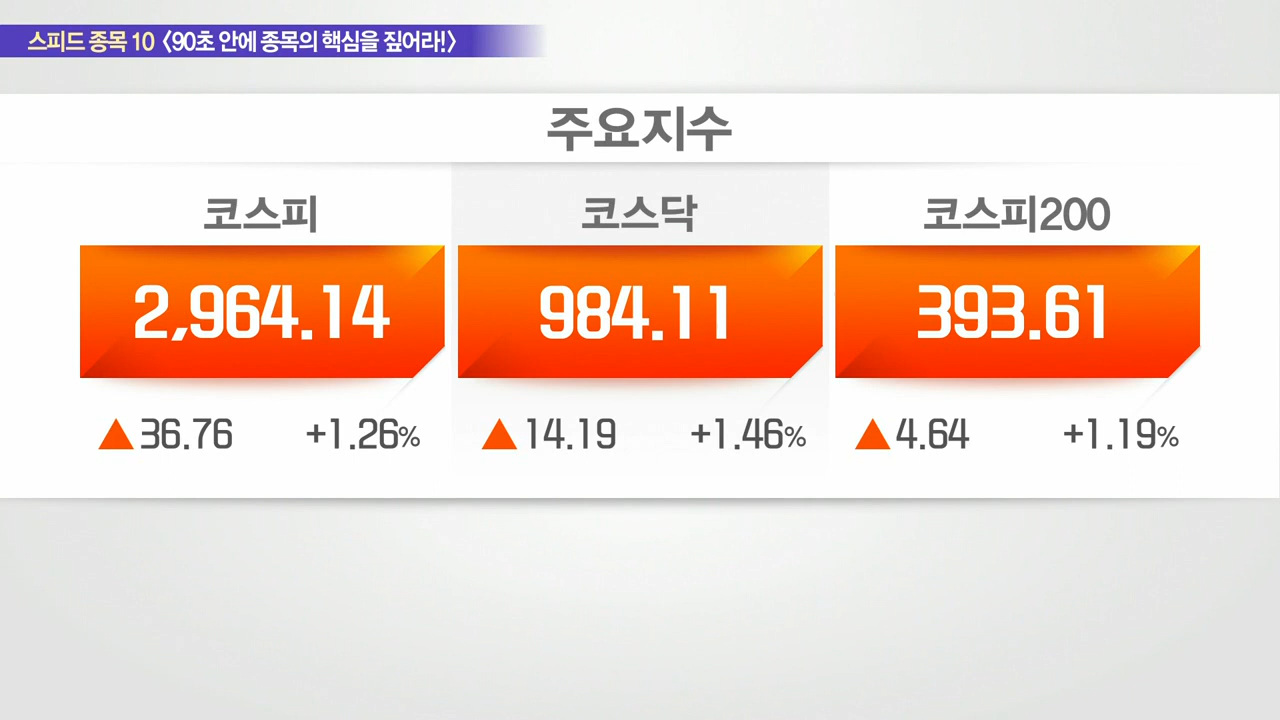 스피드 종목 10 〈90초 안에 종목의 핵심을 짚어라!〉
주요지수
코스피 코스닥 코스피200
2,964.14 984.11 393.61
▲36.76 +1.26% ▲14.19 +1.46% ▲4.64 +1.19%